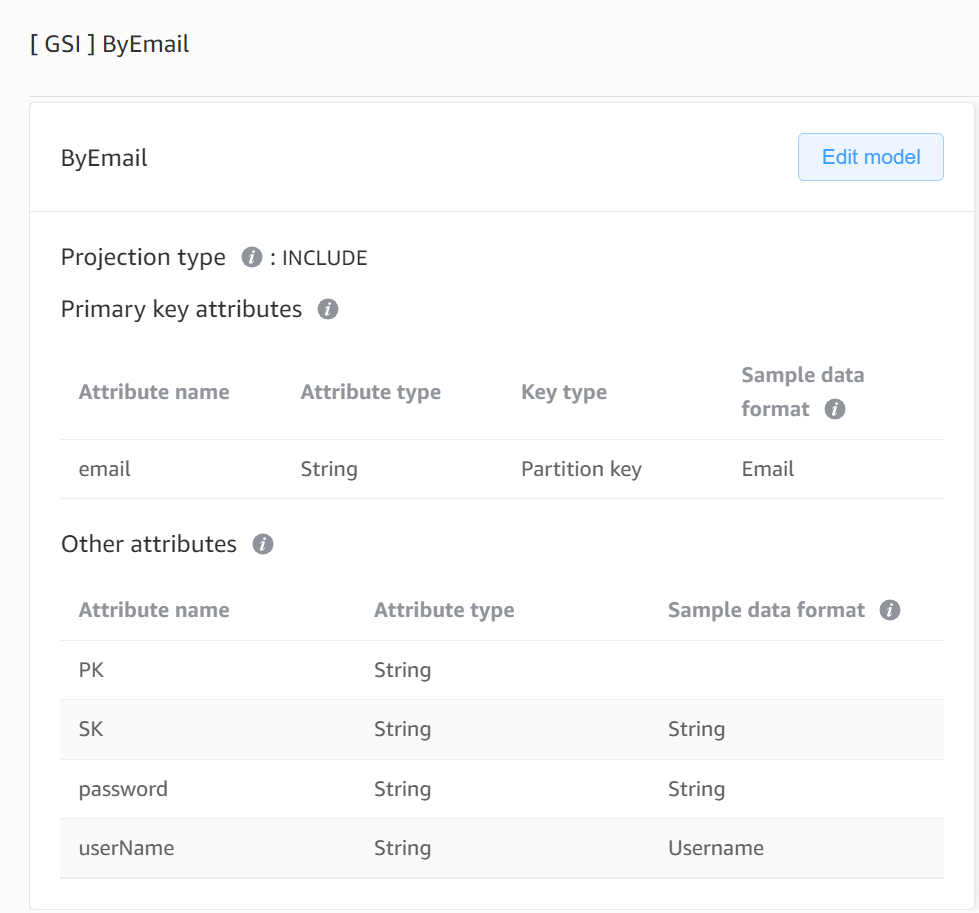 [ GSI ] ByEmail
ByEmail
Edit model
Projection type i : INCLUDE
Primary key attributes i
Attribute name Attribute type Key type Sample data format i
email String Partition key Email
Other attributes i
Attribute name Attribute type Sample data format i
PK String
SK String String
password String String
userName String Username